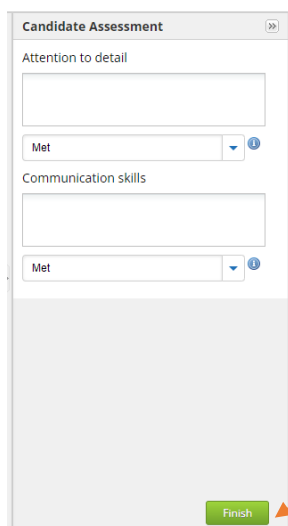 Candidate Assessment
Attention to detail
Met
Communication skills
Met
Finish